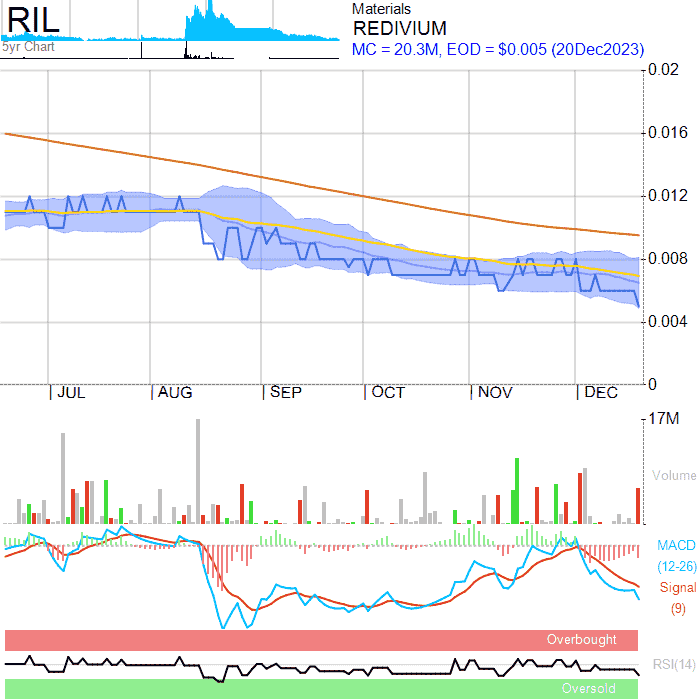 RIL
5yr Chart
Materials
REDIVIUM
MC = 20.3M, EOD = $0.005 (20Dec2023)
0.02
0.016
0.012
0.008
0.004
0
JUL AUG SEP OCT NOV DEC
17M
Volume
MACD
(12-26)
Signal
(9)
Overbought
RSI(14)
Oversold